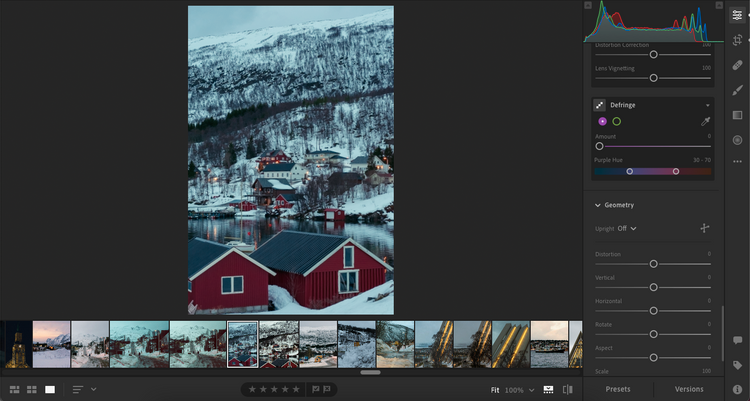 Distortion Correction 100
Lens Vignetting 100
Defringe
Amount 0
Purple Hue 30 - 70
Geometry
Upright Off
Distortion 0
Vertical 0
Horizontal 0
Rotate 0
Aspect 0
Scale 100
Fit 100%
Presets Versions